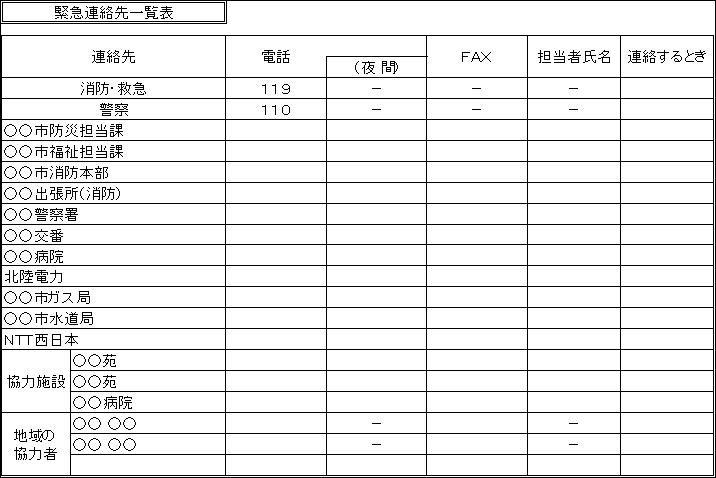 緊急連絡先一覧表
連絡先 電話 (夜 間) FAX 担当者氏名 連絡するとき
消防・救急 119 － － －
警察 110 － － －
○○市防災担当課
○○市福祉担当課
○○市消防本部
○○出張所(消防)
○○警察署
○○交番
○○病院
北陸電力
○○市ガス局
○○市水道局
NTT西日本
協力施設 ○○苑
○○苑
○○病院
地域の
協力者
○○ ○○ － －
○○ ○○ － －